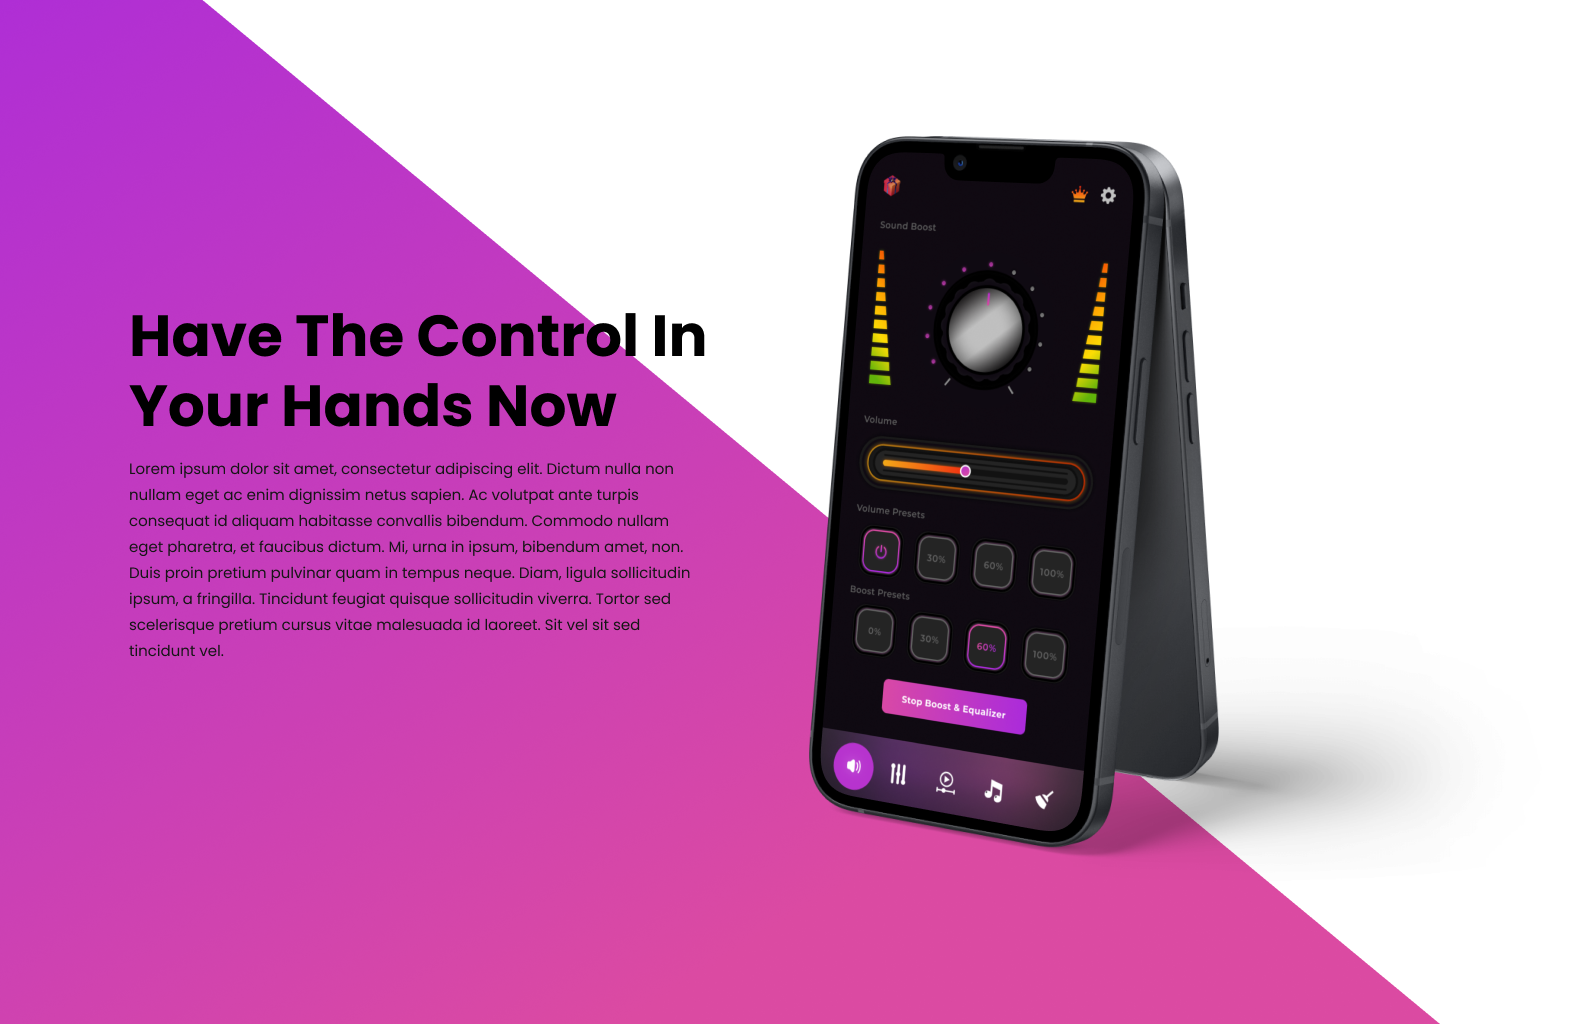 Have The Control In
Your Hands Now
Lorem ipsum dolor sit amet, consectetur adipiscing elit. Dictum nulla non
nullam eget ac enim dignissim netus sapien. Ac volutpat ante turpis
consequat id aliquam habitasse convallis bibendum. Commodo nullam
eget pharetra, et faucibus dictum. Mi, urna in ipsum, bibendum amet, non.
Duis proin pretium pulvinar quam in tempus neque. Diam, ligula sollicitudin
ipsum, a fringilla. Tincidunt feugiat quisque sollicitudin viverra. Tortor sed
scelerisque pretium cursus vitae malesuada id laoreet. Sit vel sit sed
tincidunt vel.
Sound Boost
Volume
Volume Presets
30% 60% 100%
Boost Presets
0% 30% 60% 100%
Stop Boost & Equalizer